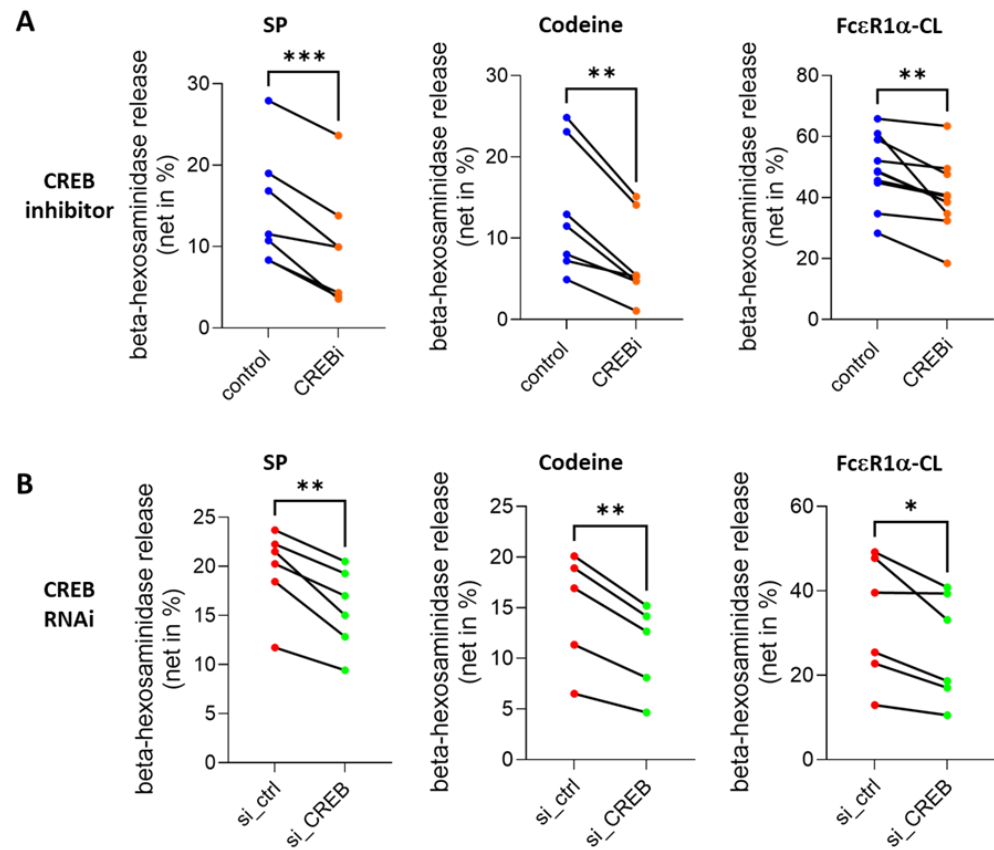 A
SP
Codeine
FcεR1α-CL
CREB
inhibitor
beta-hexosaminidase release
(net in %)
30
20
10
0
***
control
CREBi
beta-hexosaminidase release
(net in %)
30
20
10
0
**
control
CREBi
beta-hexosaminidase release
(net in %)
80
60
40
20
0
**
control
CREBi
B
SP
Codeine
FcεR1α-CL
CREB
RNAi
beta-hexosaminidase release
(net in %)
25
20
15
10
5
0
**
si_ctrl
si_CREB
beta-hexosaminidase release
(net in %)
25
20
15
10
5
0
**
si_ctrl
si_CREB
beta-hexosaminidase release
(net in %)
60
40
20
0
*
si_ctrl
si_CREB